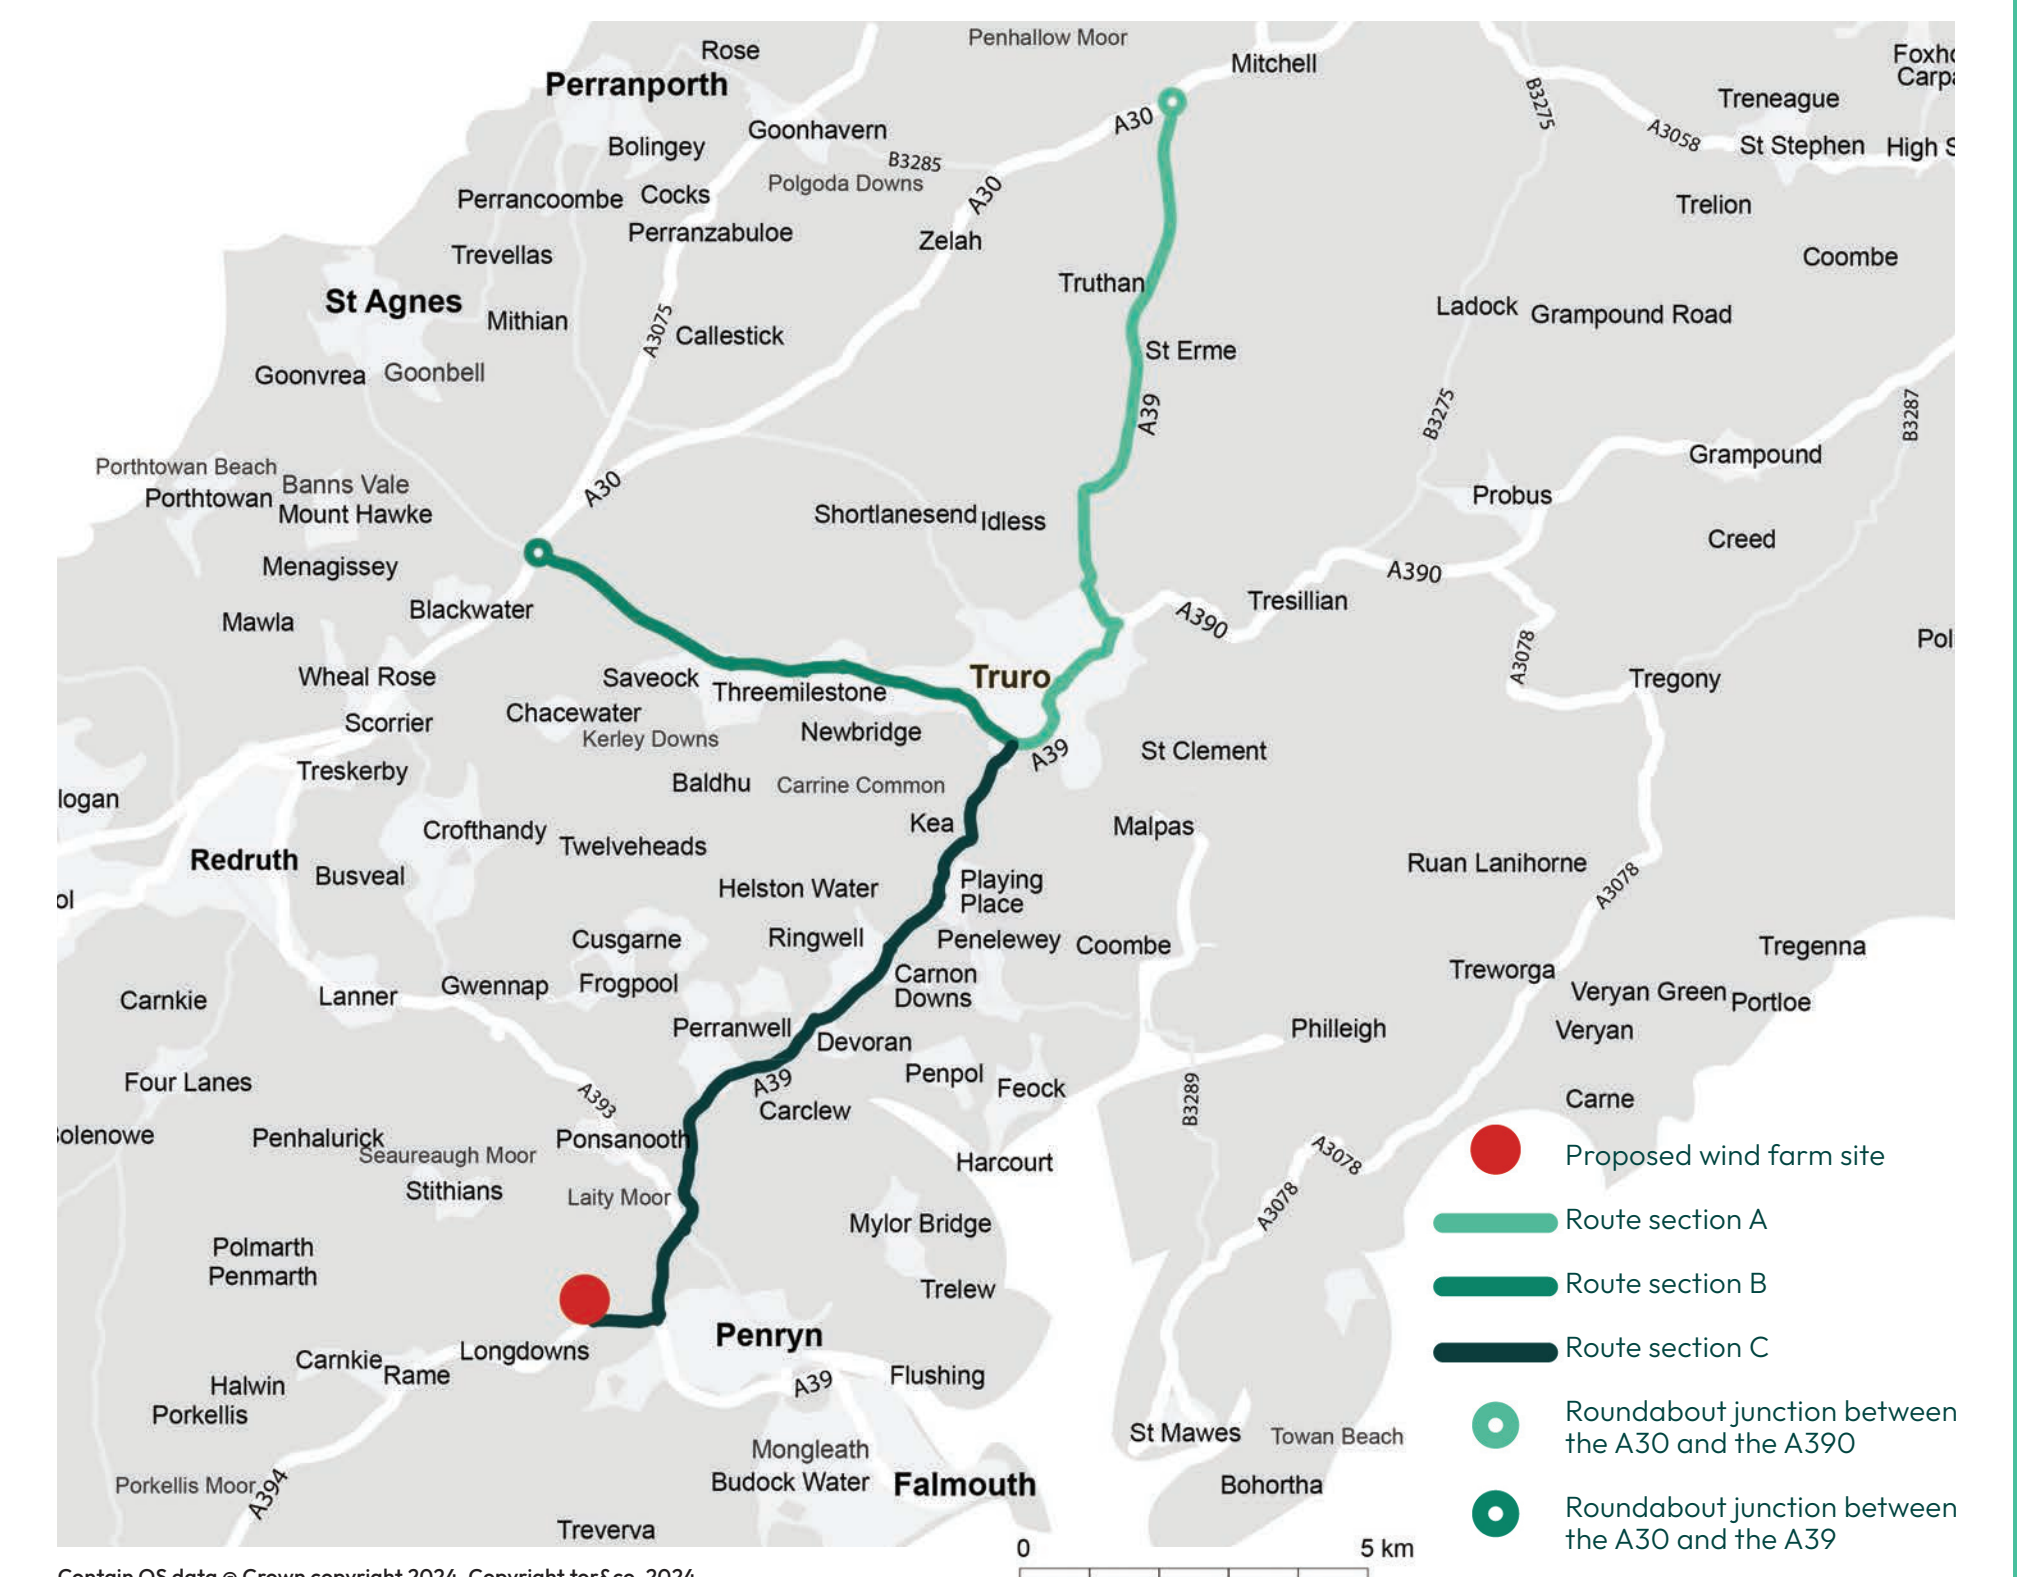 Penhallow Moor
Rose
Mitchell
Perranporth
Treneague
B3275
A30
Goonhavern
A3058
St Stephen
Bolingey
B3285
Polgoda Downs
Perrancoombe
Cocks
A30
Trelion
Perranzabuloe
Zelah
Trevellas
Coombe
Truthan
St Agnes
Ladock
Grampound Road
Mithian
A3075
Callestick
St Erme
Goonvrea
Goonbell
A39
B3275
B3287
Grampound
Porthtowan Beach
Banns Vale
Porthtowan
A30
Probus
Mount Hawke
Shortlanesend
Idless
Creed
Menagissey
A390
Tresillian
Blackwater
A390
Mawla
A3078
Wheal Rose
Saveock
Truro
Tregony
Threemilestone
Chacewater
Scorrier
Newbridge
Kerley Downs
A39
St Clement
Treskerby
Baldhu
Carrine Common
Kea
Malpas
Crofthandy
Twelveheads
Redruth
Busveal
Ruan Lanihorne
Helston Water
Playing
Place
A3078
Cusgarne
Ringwell
Penelewey
Coombe
Tregenna
Treworga
Carnon
Downs
Gwennap
Frogpool
Carnkie
Lanner
Veryan Green
Portloe
Perranwell
Devoran
Philleigh
Veryan
Penpol
Feock
Four Lanes
A39
A393
B3289
Carne
Carclew
Penhalurick
Ponsanooth
Seaureaugh Moor
Harcourt
A3078
Stithians
Laity Moor
A3078
Mylor Bridge
Polmarth
Penmarth
Trelew
Penryn
Longdowns
Carnkie
Rame
Halwin
A39
Flushing
Porkellis
St Mawes
Towan Beach
Mongleath
Budock Water
Falmouth
Porkellis Moor
A394
Bohortha
Treverva
Proposed wind farm site
Route section A
Route section B
Route section C
Roundabout junction between
the A30 and the A390
Roundabout junction between
the A30 and the A39
0
5 km